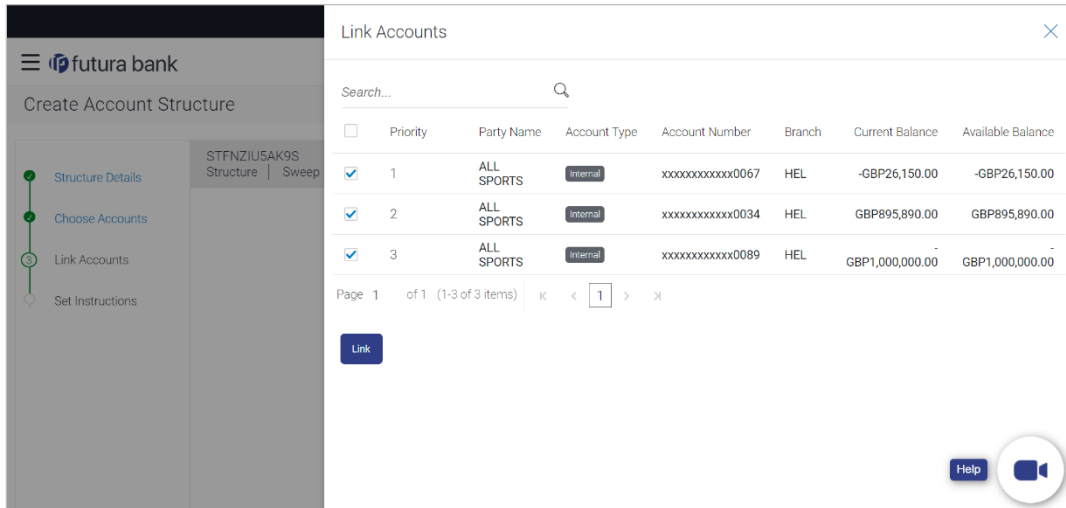 Link Accounts
futura bank
Create Account Structure
STFNZIU5AK9S
Structure | Sweep
Structure Details
Choose Accounts
3 Link Accounts
Set Instructions
Search...
Priority Party Name Account Type Account Number Branch Current Balance Available Balance
1 ALL SPORTS Internal xxxxxxxxxxxx0067 HEL -GBP26,150.00 -GBP26,150.00
2 ALL SPORTS Internal xxxxxxxxxxxx0034 HEL GBP895,890.00 GBP895,890.00
3 ALL SPORTS Internal xxxxxxxxxxxx0089 HEL -GBP1,000,000.00 -GBP1,000,000.00
Page 1 of 1 (1-3 of 3 items) K < 1 > >|
Link
Help